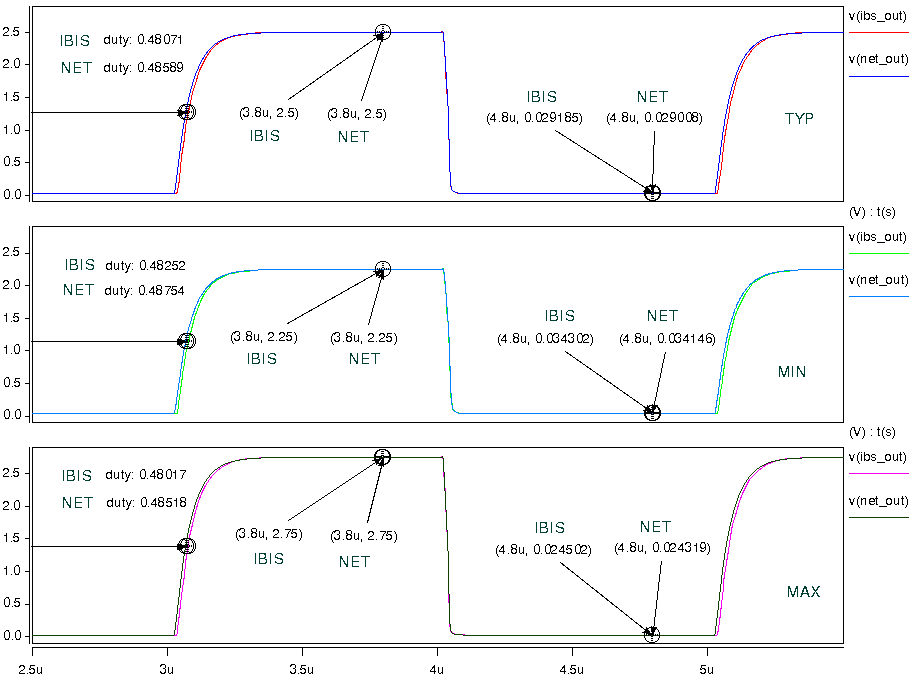 v(ibs_out)
2.5
IBIS duty: 0.48071
v(net_out)
NET duty: 0.48589
2.0
1.5
IBIS NET
(3.8u, 2.5) (3.8u, 2.5)
(4.8u, 0.029185) (4.8u, 0.029008)
TYP
1.0
IBIS NET
0.5
0.0
(V) : t(s)
v(ibs_out)
2.5
IBIS duty: 0.48252
v(net_out)
NET duty: 0.48754
2.0
1.5
IBIS NET
(3.8u, 2.25) (3.8u, 2.25)
(4.8u, 0.034302) (4.8u, 0.034146)
1.0
IBIS NET
MIN
0.5
0.0
(V) : t(s)
v(ibs_out)
2.5
IBIS duty: 0.48017
NET duty: 0.48518
v(net_out)
2.0
IBIS NET
(3.8u, 2.75) (3.8u, 2.75)
1.5
(4.8u, 0.024502) (4.8u, 0.024319)
IBIS NET
1.0
MAX
0.5
0.0
2.5u 3u 3.5u 4u 4.5u 5u